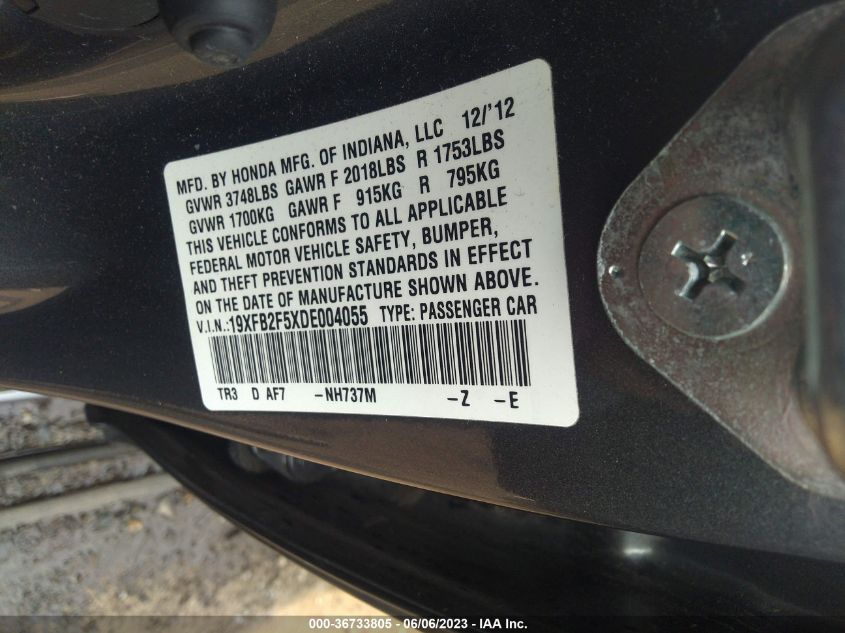 MFD. BY HONDA MFG. OF INDIANA, LLC 12/'12
GVWR 3748LBS GAWR F 2018LBS R 1753LBS
GVWR 1700KG GAWR F 915KG R 795KG
THIS VEHICLE CONFORMS TO ALL APPLICABLE
FEDERAL MOTOR VEHICLE SAFETY, BUMPER,
AND THEFT PREVENTION STANDARDS IN EFFECT
ON THE DATE OF MANUFACTURE SHOWN ABOVE.
V.I.N.:19XFB2F5XDE004055 TYPE: PASSENGER CAR
TR3 D AF7 -NH737M -Z -E
000-36733805 - 06/06/2023 - IAA Inc.